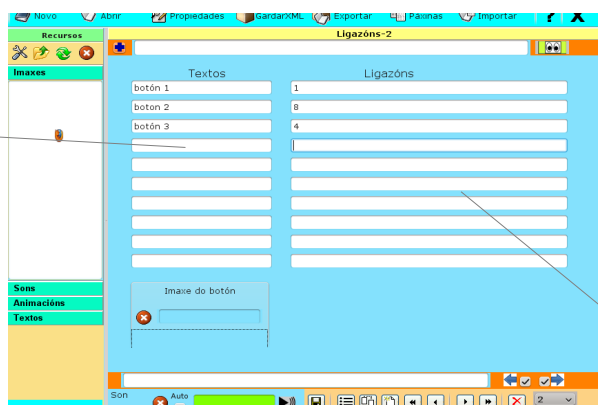 Novo Abrir Propiedades GardarXML Exportar Páxinas Importar ? X
Recursos
Ligazóns-2
Imaxes
Textos Ligazóns
botón 1 1
boton 2 8
botón 3 4
Imaxe do botón
Sons
Animacións
Textos
Son Auto 2